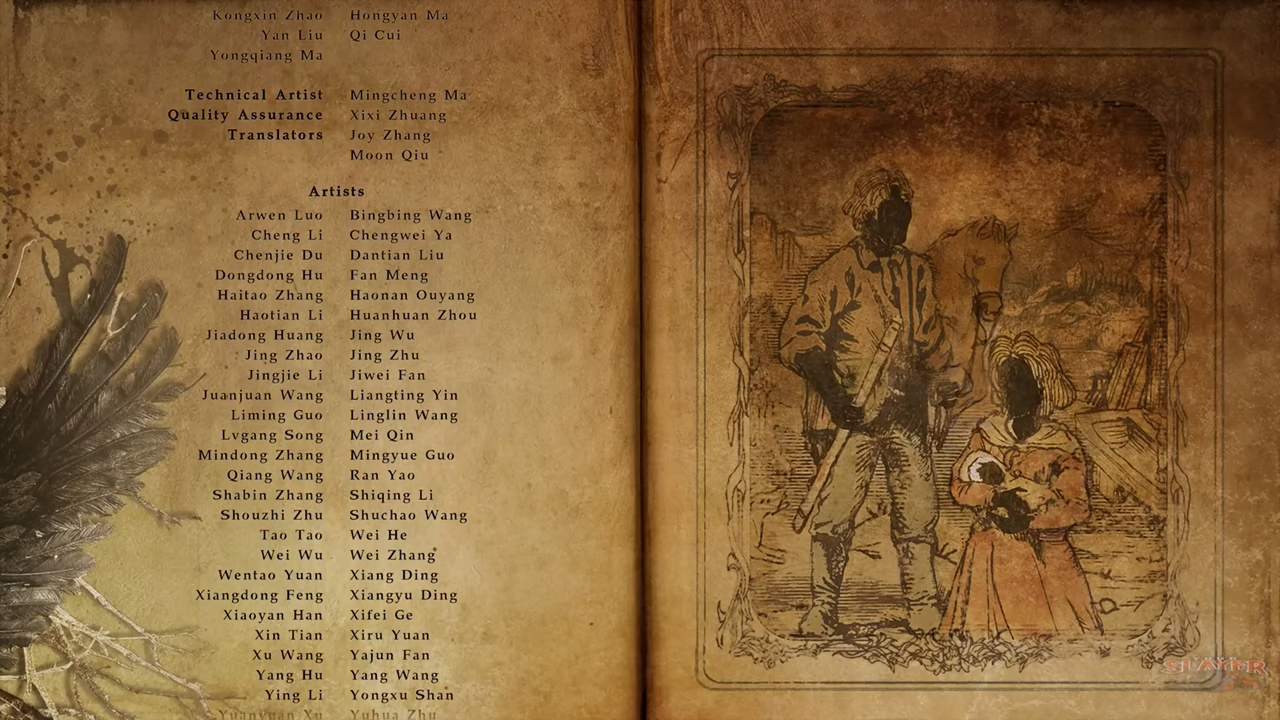 Kongxin Zhao Hongyan Ma
Yan Liu Qi Cui
Yongqiang Ma
Technical Artist Mingcheng Ma
Quality Assurance Xixi Zhuang
Translators Joy Zhang
Moon Qiu
Artists
Arwen Luo Bingbing Wang
Cheng Li Chengwei Ya
Chenjie Du Dantian Liu
Dongdong Hu Fan Meng
Haitao Zhang Haonan Ouyang
Haotian Li Huanhuan Zhou
Jiadong Huang Jing Wu
Jing Zhao Jing Zhu
Jingjie Li Jiwei Fan
Juanjuan Wang Liangting Yin
Liming Guo Linglin Wang
Lvgang Song Mei Qin
Mindong Zhang Mingyue Guo
Qiang Wang Ran Yao
Shabin Zhang Shiqing Li
Shouzhi Zhu Shuchao Wang
Tao Tao Wei He
Wei Wu Wei Zhang
Wentao Yuan Xiang Ding
Xiangdong Feng Xiangyu Ding
Xiaoyan Han Xifei Ge
Xin Tian Xiru Yuan
Xu Wang Yajun Fan
Yang Hu Yang Wang
Ying Li Yongxu Shan
Yuanyuan Xu Yuhua Zhu
SLAYER